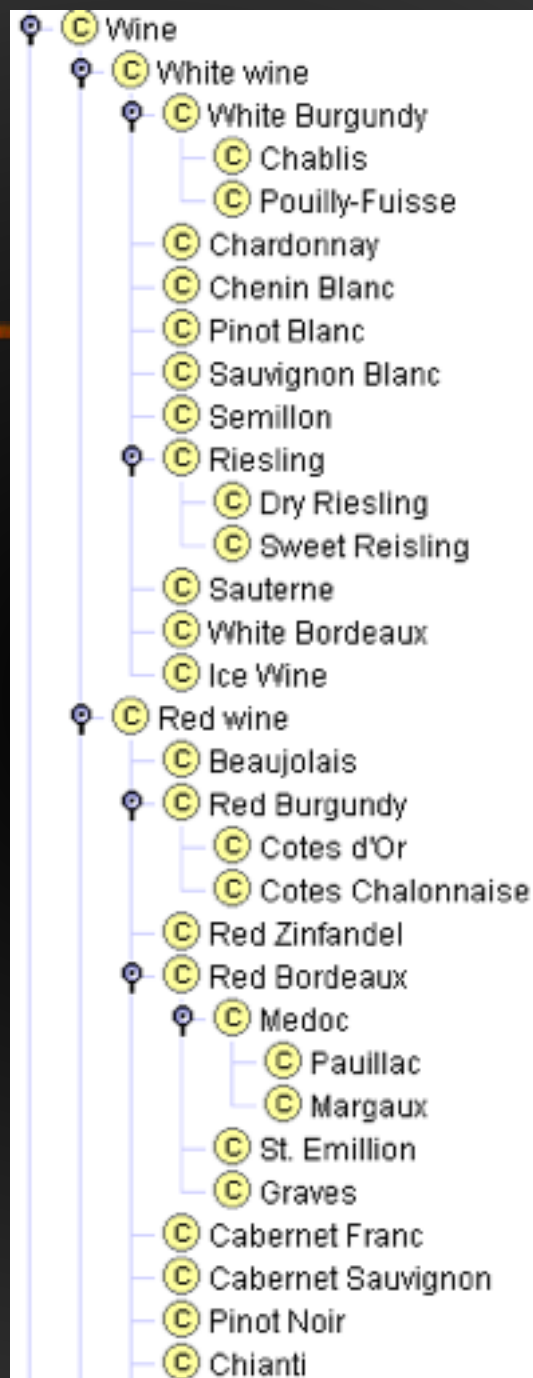 C Wine
C White wine
C White Burgundy
C Chablis
C Pouilly-Fuisse
C Chardonnay
C Chenin Blanc
C Pinot Blanc
C Sauvignon Blanc
C Semillon
C Riesling
C Dry Riesling
C Sweet Reisling
C Sauterne
C White Bordeaux
C Ice Wine
C Red wine
C Beaujolais
C Red Burgundy
C Cotes d'Or
C Cotes Chalonnaise
C Red Zinfandel
C Red Bordeaux
C Medoc
C Pauillac
C Margaux
C St. Emillion
C Graves
C Cabernet Franc
C Cabernet Sauvignon
C Pinot Noir
C Chianti